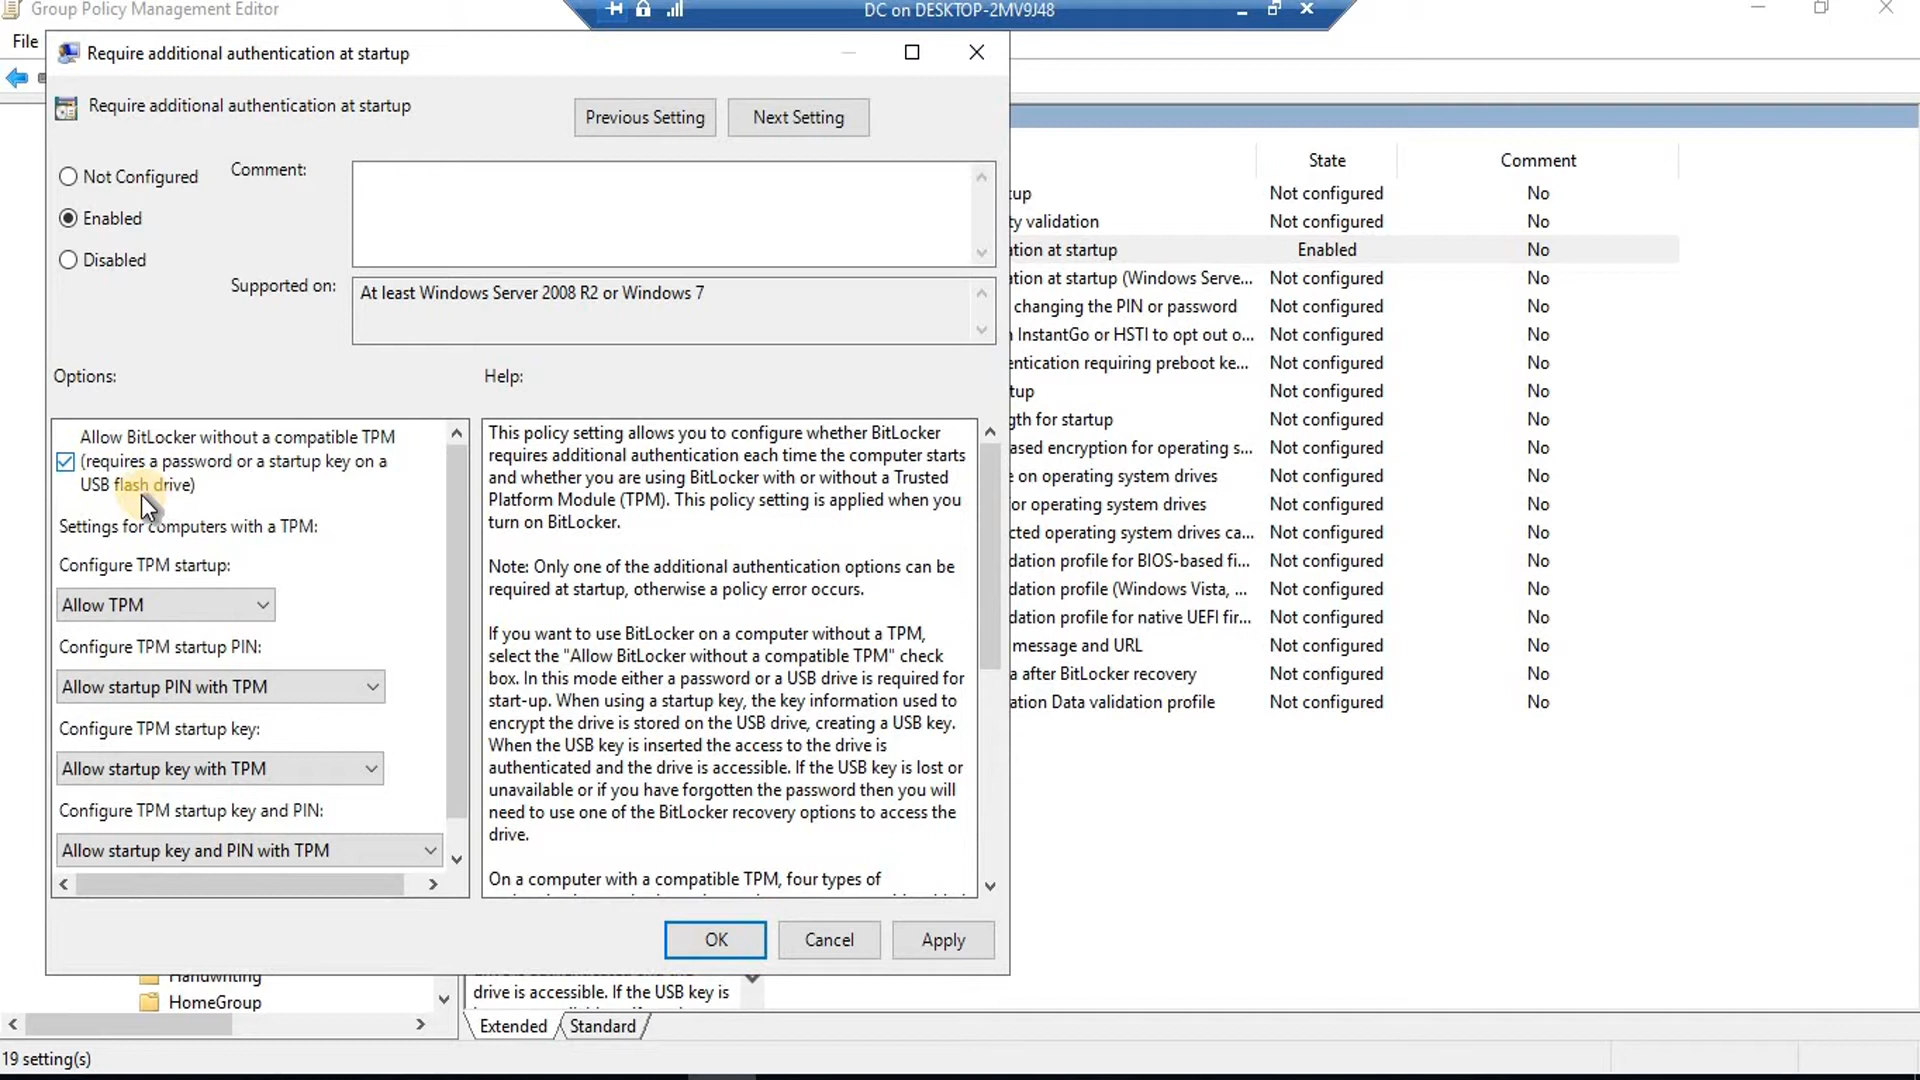 Group Policy Management Editor
DC on DESKTOP-2MV9J48
File
Require additional authentication at startup
Require additional authentication at startup
Previous Setting
Next Setting
Not Configured
Comment:
Enabled
Disabled
Supported on:
At least Windows Server 2008 R2 or Windows 7
Options:
Help:
Allow BitLocker without a compatible TPM
(requires a password or a startup key on a
USB flash drive)
Settings for computers with a TPM:
Configure TPM startup:
Allow TPM
Configure TPM startup PIN:
Allow startup PIN with TPM
Configure TPM startup key:
Allow startup key with TPM
Configure TPM startup key and PIN:
Allow startup key and PIN with TPM
This policy setting allows you to configure whether BitLocker
requires additional authentication each time the computer starts
and whether you are using BitLocker with or without a Trusted
Platform Module (TPM). This policy setting is applied when you
turn on BitLocker.
Note: Only one of the additional authentication options can be
required at startup, otherwise a policy error occurs.
If you want to use BitLocker on a computer without a TPM,
select the "Allow BitLocker without a compatible TPM" check
box. In this mode either a password or a USB drive is required for
start-up. When using a startup key, the key information used to
encrypt the drive is stored on the USB drive, creating a USB key.
When the USB key is inserted the access to the drive is
authenticated and the drive is accessible. If the USB key is lost or
unavailable or if you have forgotten the password then you will
need to use one of the BitLocker recovery options to access the
drive.
On a computer with a compatible TPM, four types of
OK
Cancel
Apply
State
Comment
up Not configured No
ty validation Not configured No
ation at startup Enabled No
ation at startup (Windows Serve... Not configured No
changing the PIN or password Not configured No
InstantGo or HSTI to opt out o... Not configured No
entication requiring preboot ke... Not configured No
tup Not configured No
gth for startup Not configured No
ased encryption for operating s... Not configured No
e on operating system drives Not configured No
or operating system drives Not configured No
cted operating system drives ca... Not configured No
dation profile for BIOS-based fi... Not configured No
dation profile (Windows Vista, ... Not configured No
dation profile for native UEFI fir... Not configured No
message and URL Not configured No
a after BitLocker recovery Not configured No
ation Data validation profile Not configured No
Handwriting
HomeGroup
drive is accessible. If the USB key is
Extended
Standard
19 setting(s)